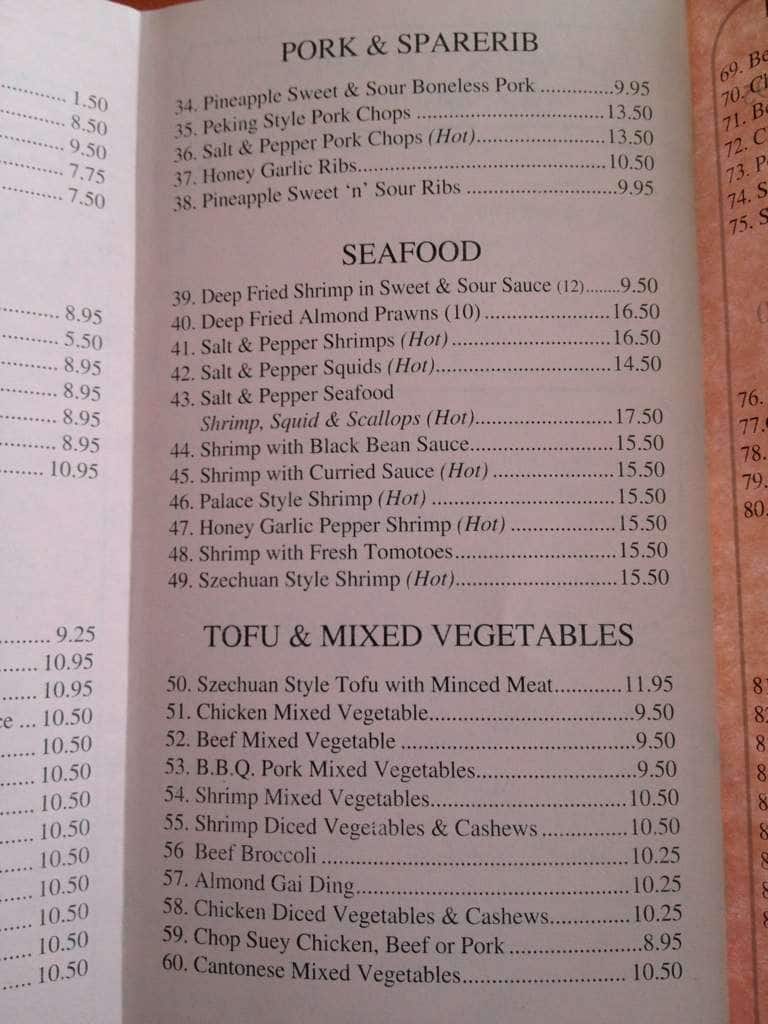 1.50
8.50
9.50
7.75
7.50
8.95
5.50
8.95
8.95
8.95
8.95
10.95
9.25
10.95
10.95
10.50
10.50
10.50
10.50
10.50
10.50
10.50
10.50
10.50
10.50
PORK & SPARERIB
34. Pineapple Sweet & Sour Boneless Pork .............9.95
35. Peking Style Pork Chops ................................13.50
36. Salt & Pepper Pork Chops (Hot)......................13.50
37. Honey Garlic Ribs...........................................10.50
38. Pineapple Sweet 'n' Sour Ribs ..........................9.95
SEAFOOD
39. Deep Fried Shrimp in Sweet & Sour Sauce (12).......9.50
40. Deep Fried Almond Prawns (10)......................16.50
41. Salt & Pepper Shrimps (Hot)...........................16.50
42. Salt & Pepper Squids (Hot)..............................14.50
43. Salt & Pepper Seafood
Shrimp, Squid & Scallops (Hot).......................17.50
44. Shrimp with Black Bean Sauce........................15.50
45. Shrimp with Curried Sauce (Hot) ....................15.50
46. Palace Style Shrimp (Hot) ..............................15.50
47. Honey Garlic Pepper Shrimp (Hot) .................15.50
48. Shrimp with Fresh Tomotoes...........................15.50
49. Szechuan Style Shrimp (Hot)...........................15.50
TOFU & MIXED VEGETABLES
50. Szechuan Style Tofu with Minced Meat...........11.95
51. Chicken Mixed Vegetable..................................9.50
52. Beef Mixed Vegetable .......................................9.50
53. B.B.Q. Pork Mixed Vegetables..........................9.50
54. Shrimp Mixed Vegetables................................10.50
55. Shrimp Diced Vegetables & Cashews..............10.50
56 Beef Broccoli ...................................................10.25
57. Almond Gai Ding.............................................10.25
58. Chicken Diced Vegetables & Cashews.............10.25
59. Chop Suey Chicken, Beef or Pork......................8.95
60. Cantonese Mixed Vegetables........................... 10.50
69.
70.
71.
72.
73.
74.
75.
76.
77.
78.
79.
80.